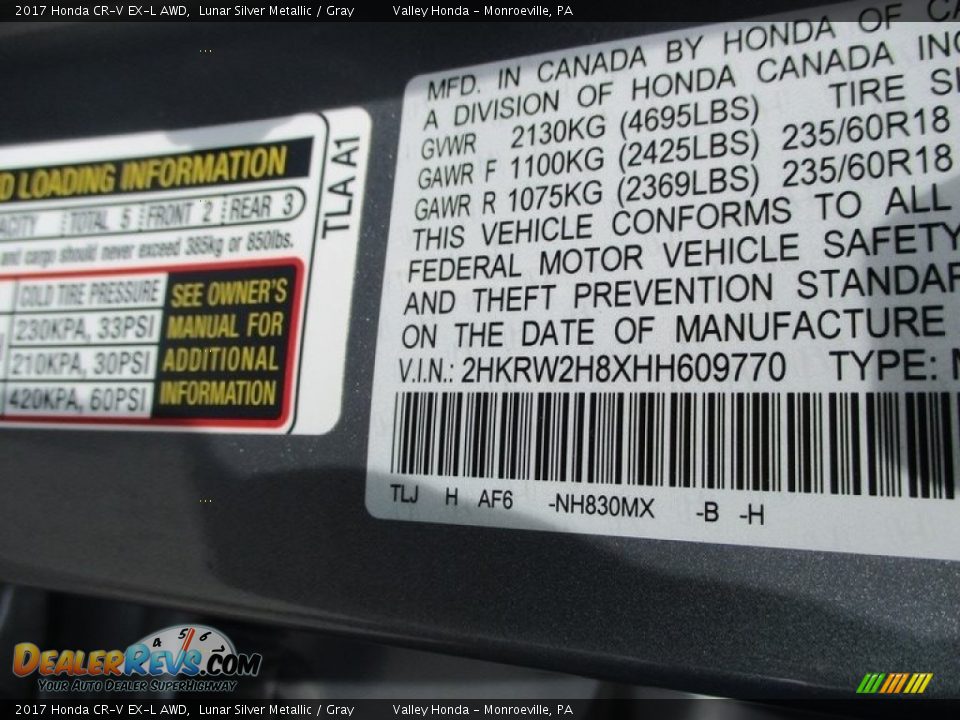 2017 Honda CR-V EX-L AWD, Lunar Silver Metallic / Gray Valley Honda - Monroeville, PA
MFD. IN CANADA BY HONDA OF
A DIVISION OF HONDA CANADA INC
GVWR 2130KG (4695LBS) TIRE
GAWR F 1100KG (2425LBS) 235/60R18
GAWR R 1075KG (2369LBS) 235/60R18
THIS VEHICLE CONFORMS TO ALL
FEDERAL MOTOR VEHICLE SAFETY
AND THEFT PREVENTION STANDAR
ON THE DATE OF MANUFACTURE
V.I.N.: 2HKRW2H8XHH609770 TYPE:
TLJ H AF6 -NH830MX -B -H
LOADING INFORMATION
TOTAL 5 FRONT 2 REAR 3
and cargo should never exceed 385kg or 850lbs.
COLD TIRE PRESSURE
230KPA, 33PSI
210KPA, 30PSI
420KPA, 60PSI
SEE OWNER'S
MANUAL FOR
ADDITIONAL
INFORMATION
TLA A1
4 5 6
DEALERREVS.COM
Your Auto Dealer SuperHighway
2017 Honda CR-V EX-L AWD, Lunar Silver Metallic / Gray Valley Honda - Monroeville, PA